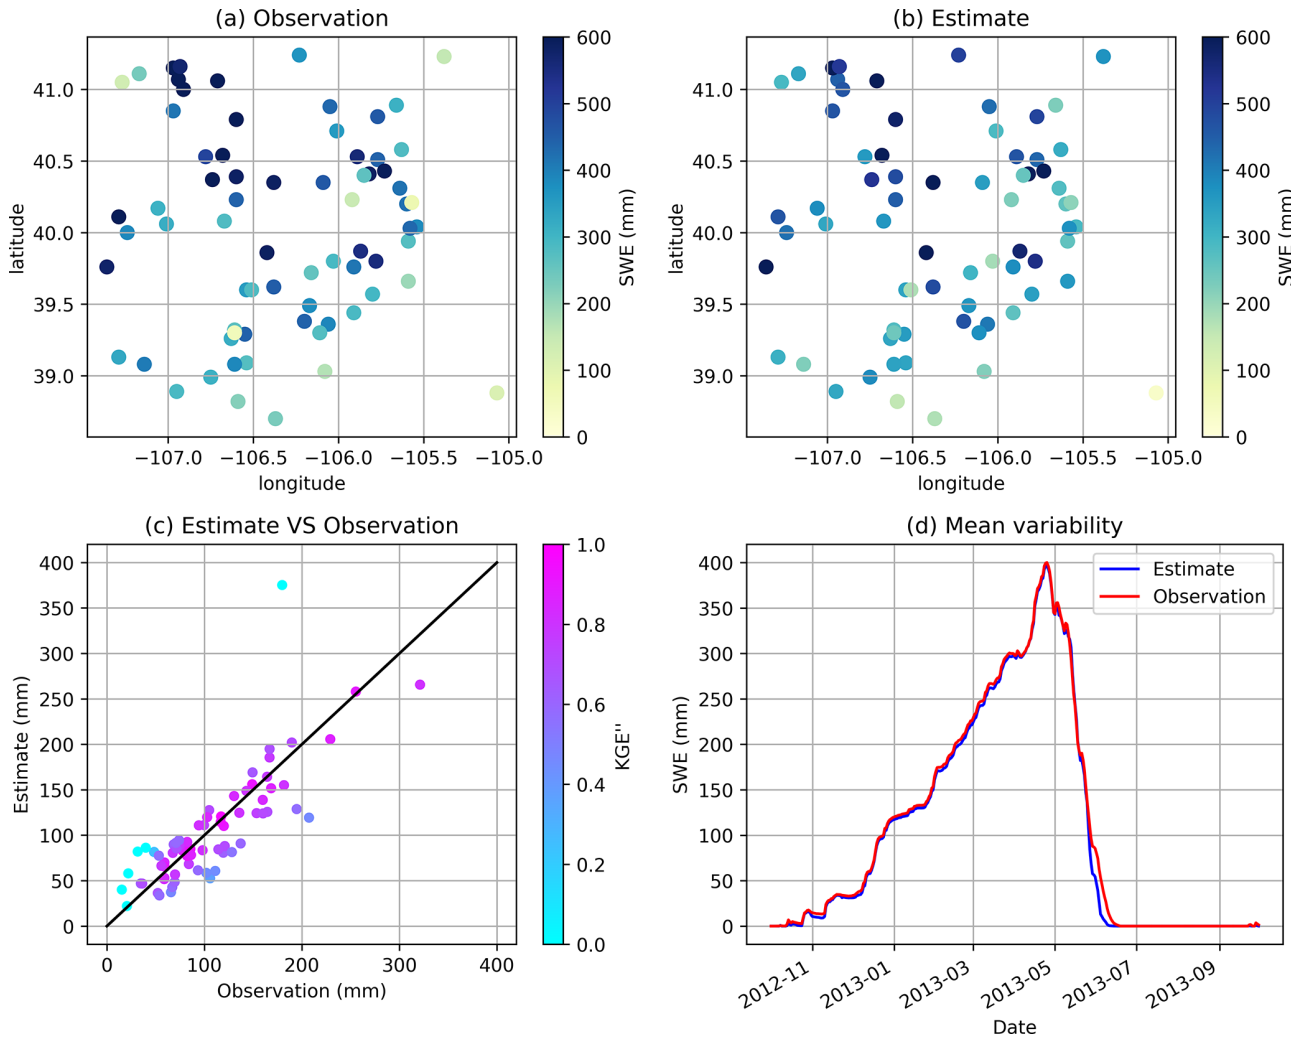 (a) Observation
(b) Estimate
600
500
400
300
200
100
0
SWE (mm)
41.0
40.5
40.0
39.5
39.0
latitude
−107.0 −106.5 −106.0 −105.5 −105.0
longitude
600
500
400
300
200
100
0
SWE (mm)
41.0
40.5
40.0
39.5
39.0
latitude
−107.0 −106.5 −106.0 −105.5 −105.0
longitude
(c) Estimate VS Observation
400
350
300
250
200
150
100
50
0
Estimate (mm)
0 100 200 300 400
Observation (mm)
1.0
0.8
0.6
0.4
0.2
0.0
KGE''
(d) Mean variability
400
350
300
250
200
150
100
50
0
SWE (mm)
Estimate
Observation
2012-11 2013-01 2013-03 2013-05 2013-07 2013-09
Date